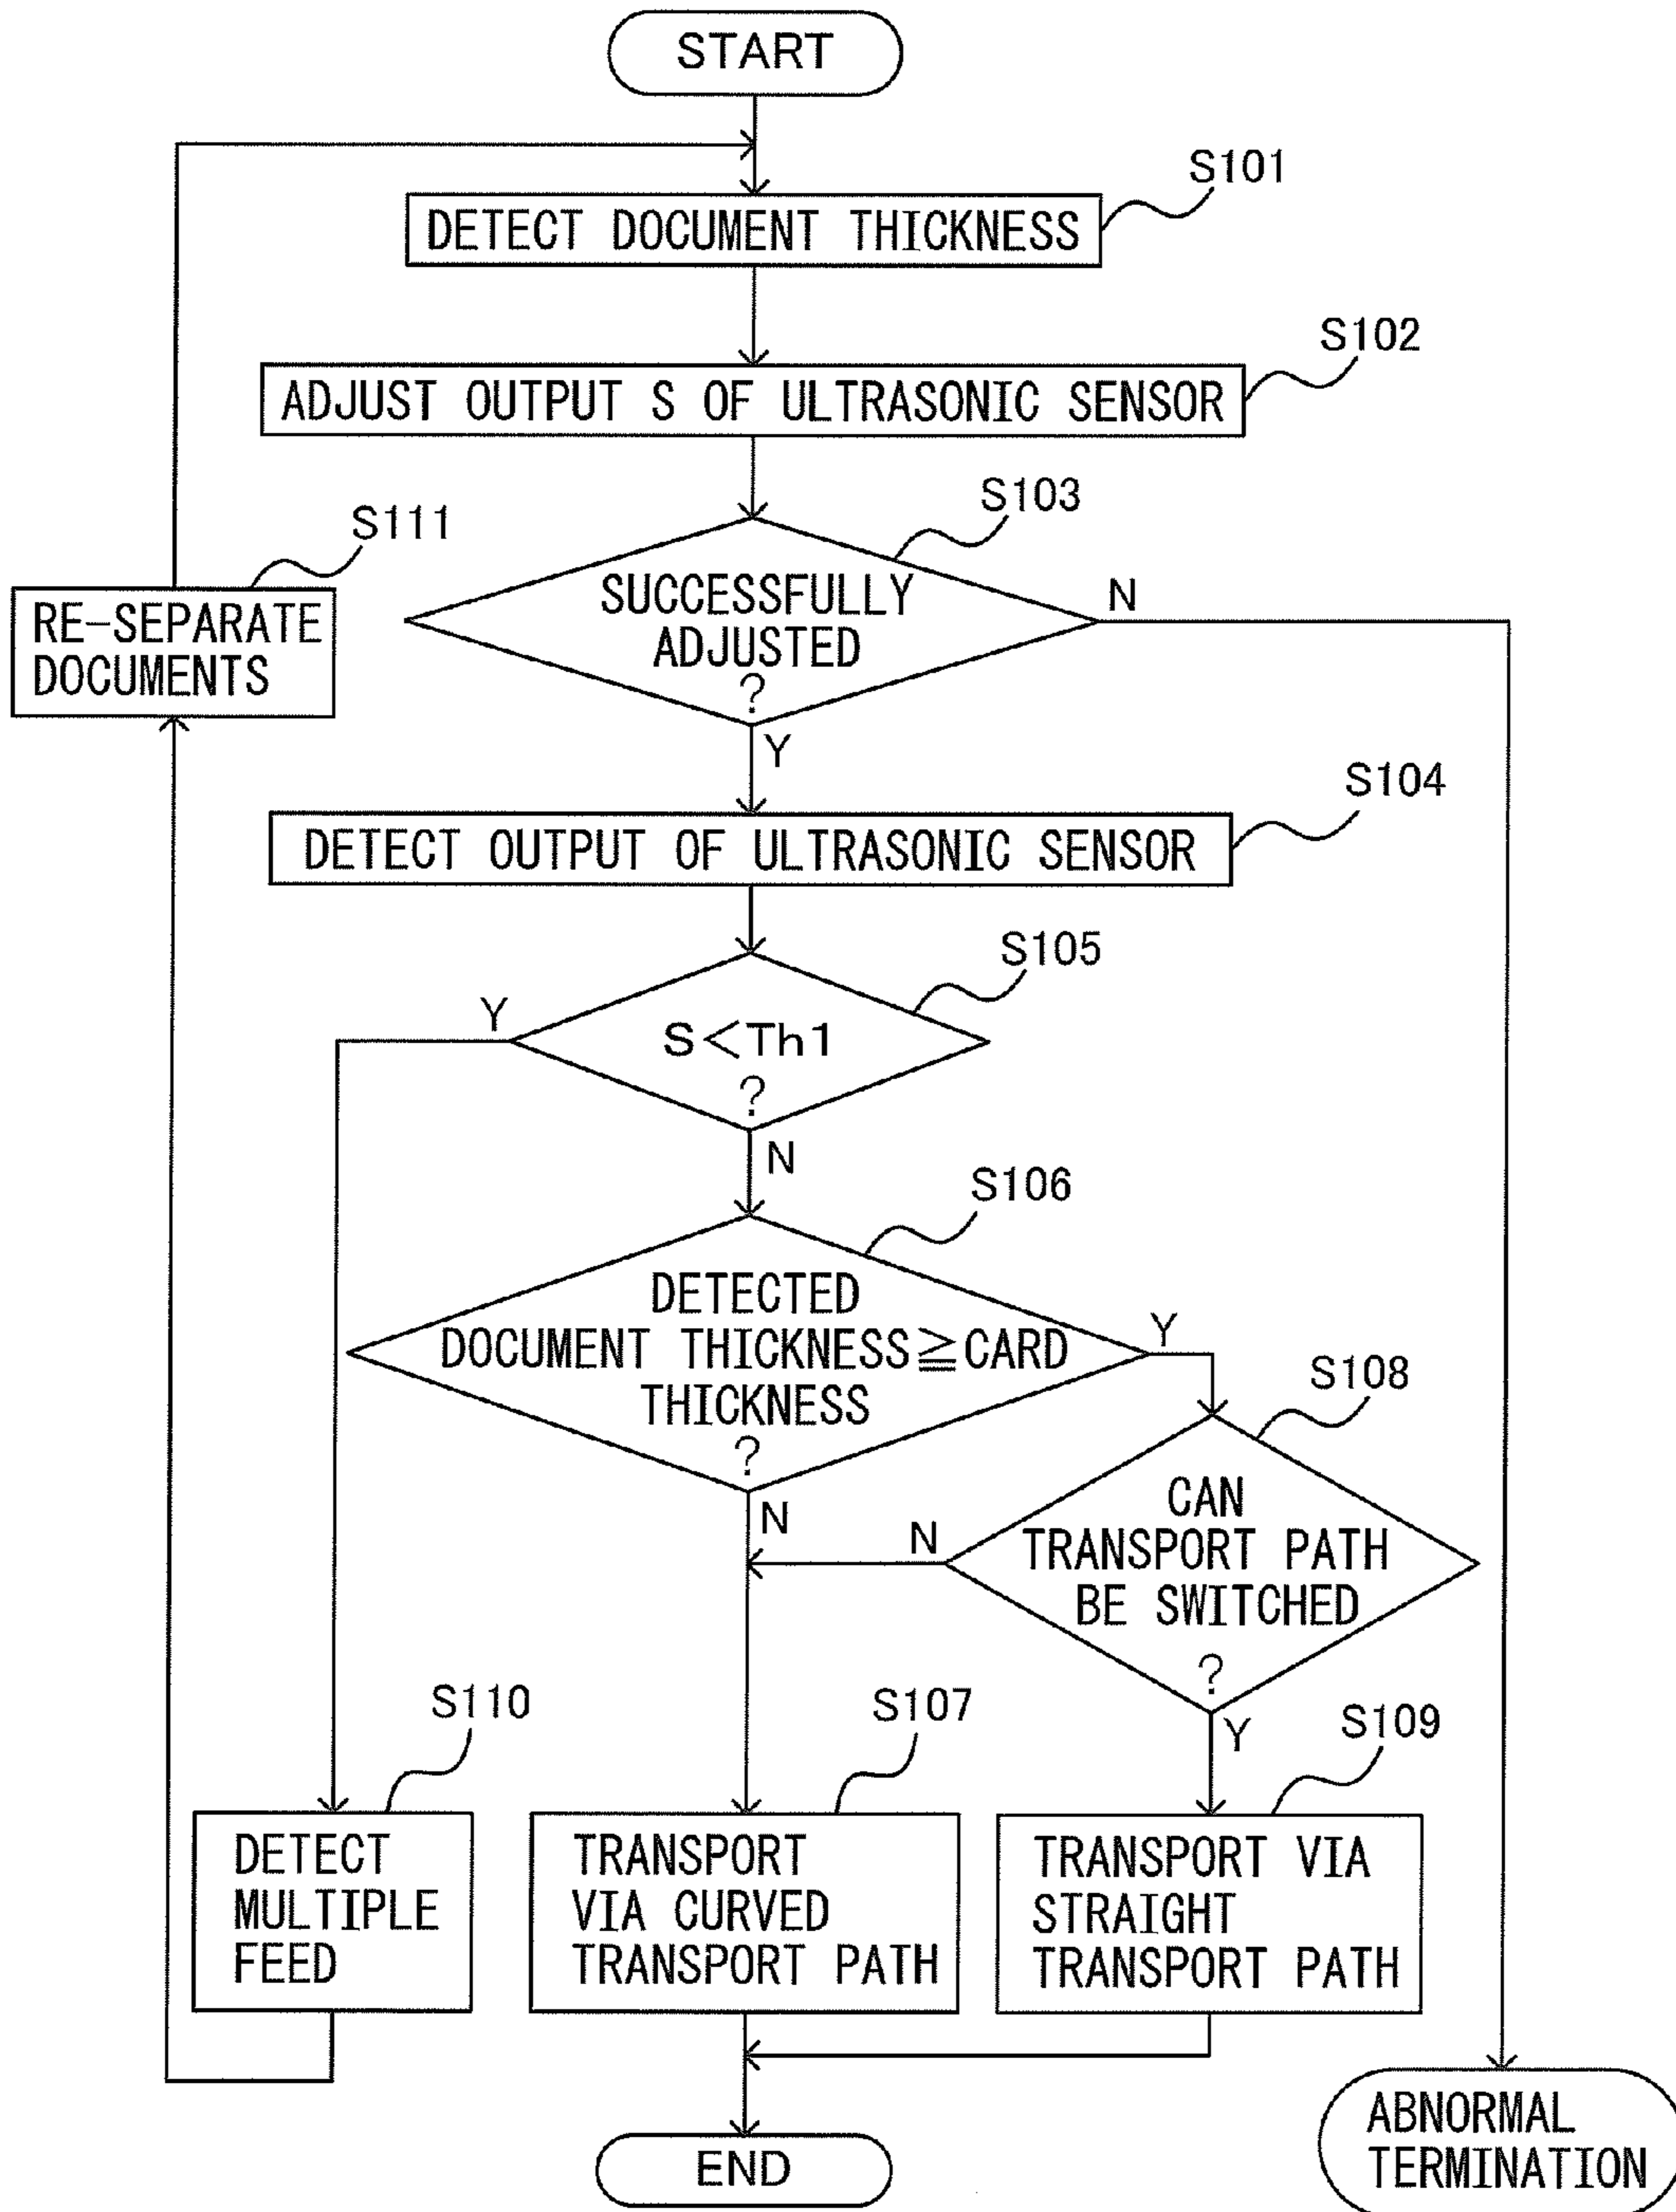 START
S101
DETECT DOCUMENT THICKNESS
S102
ADJUST OUTPUT S OF ULTRASONIC SENSOR
S103
S111
SUCCESSFULLY
ADJUSTED
?
N
RE-SEPARATE
DOCUMENTS
Y
S104
DETECT OUTPUT OF ULTRASONIC SENSOR
S105
Y
S<Th1
?
N
S106
DETECTED
DOCUMENT THICKNESS≧CARD
THICKNESS
?
Y
S108
N
CAN
TRANSPORT PATH
BE SWITCHED
?
N
Y
S110
S107
S109
DETECT
MULTIPLE
FEED
TRANSPORT
VIA CURVED
TRANSPORT PATH
TRANSPORT VIA
STRAIGHT
TRANSPORT PATH
END
ABNORMAL
TERMINATION